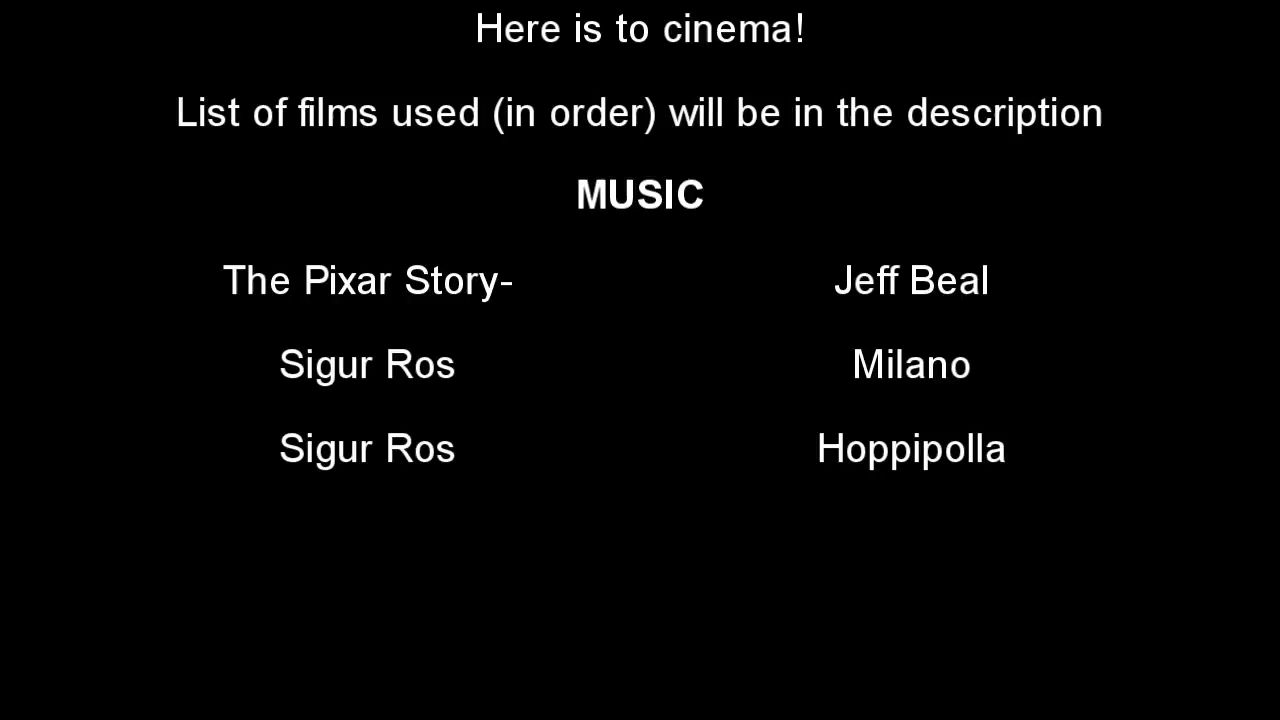 Here is to cinema!
List of films used (in order) will be in the description
MUSIC
The Pixar Story- Jeff Beal
Sigur Ros Milano
Sigur Ros Hoppipolla